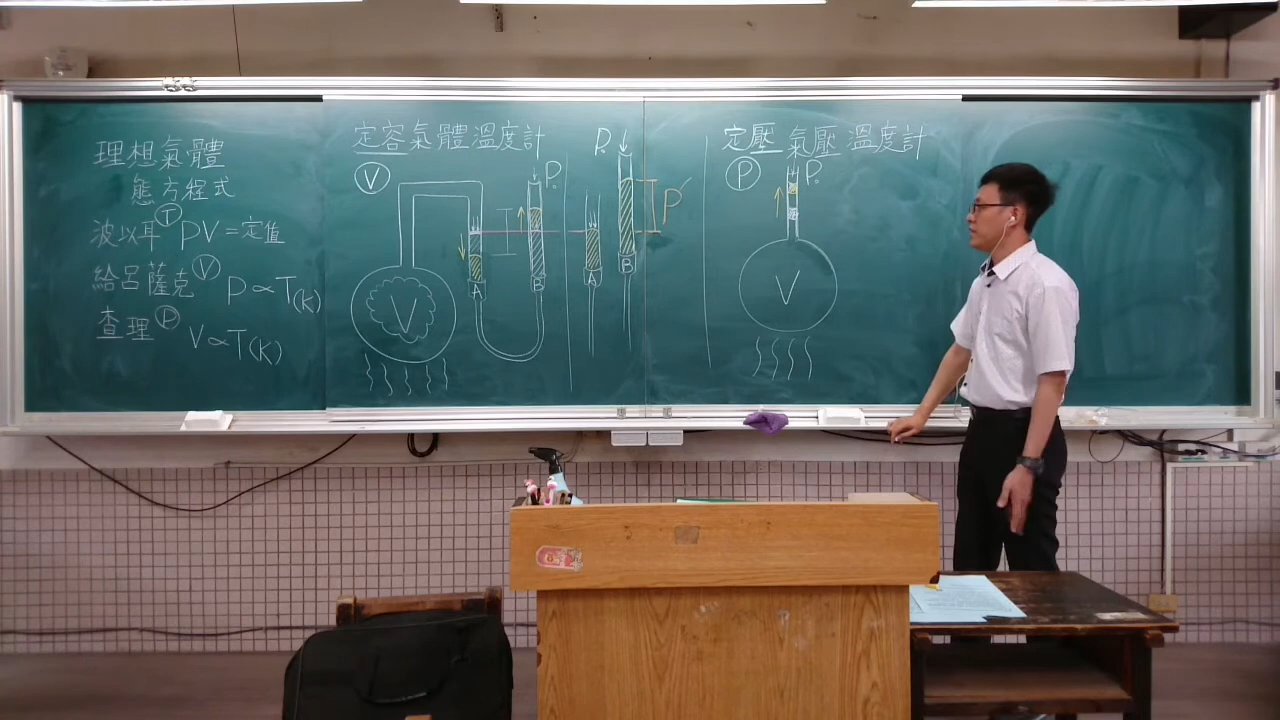 理想氣體
態方程式
波以耳 Ⓣ PV = 定值
給呂薩克 Ⓥ P ∝ T(K)
查理 Ⓟ V ∝ T(K)
定容氣體溫度計
Ⓥ
P₀
V
A
B
P₀
P'
A
B
定壓氣壓溫度計
Ⓟ
P₀
V